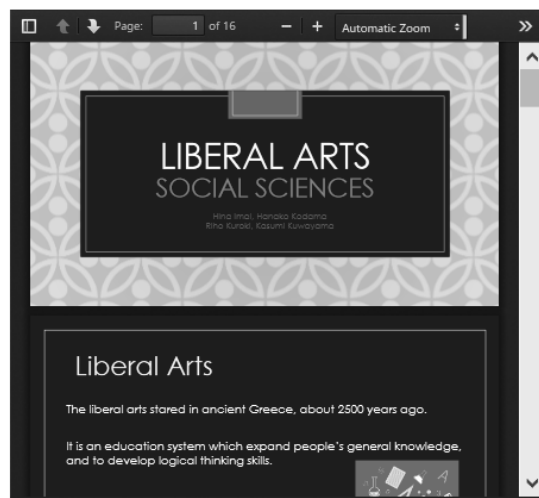 Page: 1 of 16 Automatic Zoom
LIBERAL ARTS
SOCIAL SCIENCES
Hina Imai, Hanako Kodama
Riho Kuraki, Kasumi Kuwayama
Liberal Arts
The liberal arts stared in ancient Greece, about 2500 years ago.
It is an education system which expand people's general knowledge,
and to develop logical thinking skills.